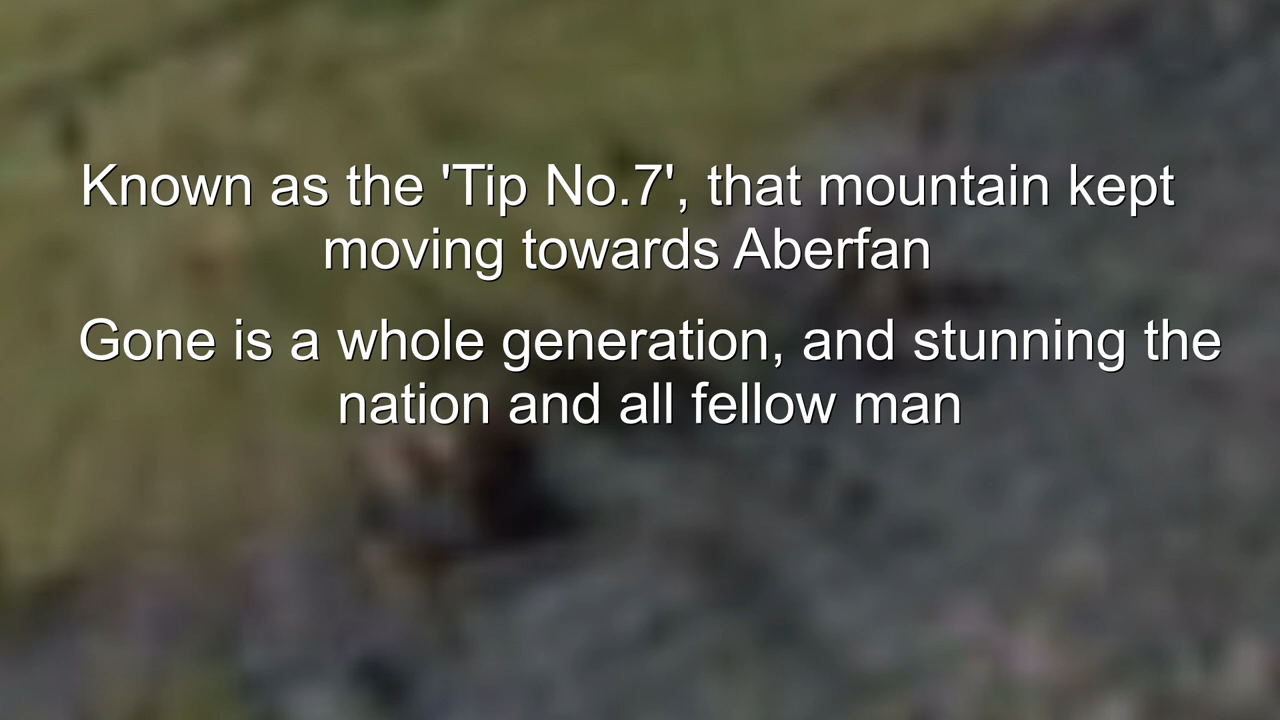 Known as the 'Tip No.7', that mountain kept
moving towards Aberfan
Gone is a whole generation, and stunning the
nation and all fellow man